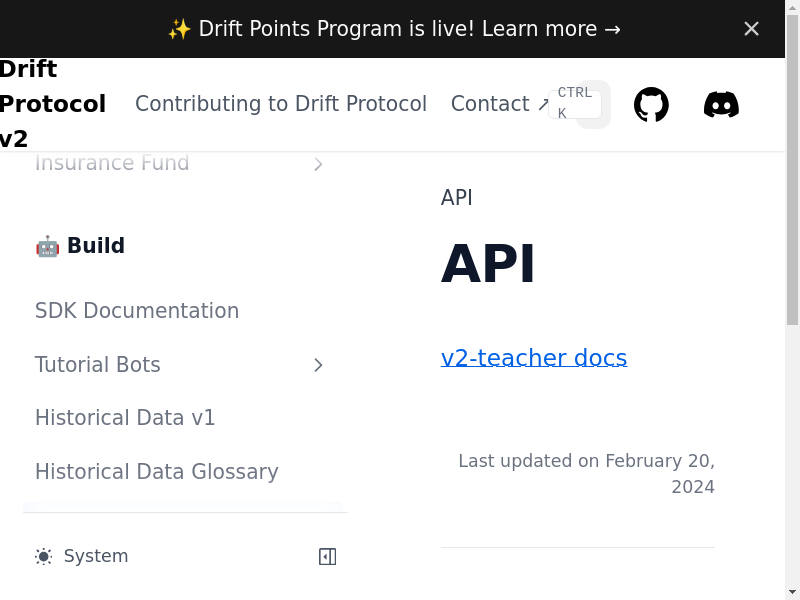 ✨ Drift Points Program is live! Learn more →
Drift
Protocol
v2
Contributing to Drift Protocol
Contact ↗
CTRL
K
Insurance Fund
🤖 Build
SDK Documentation
Tutorial Bots
Historical Data v1
Historical Data Glossary
System
API
API
v2-teacher docs
Last updated on February 20,
2024